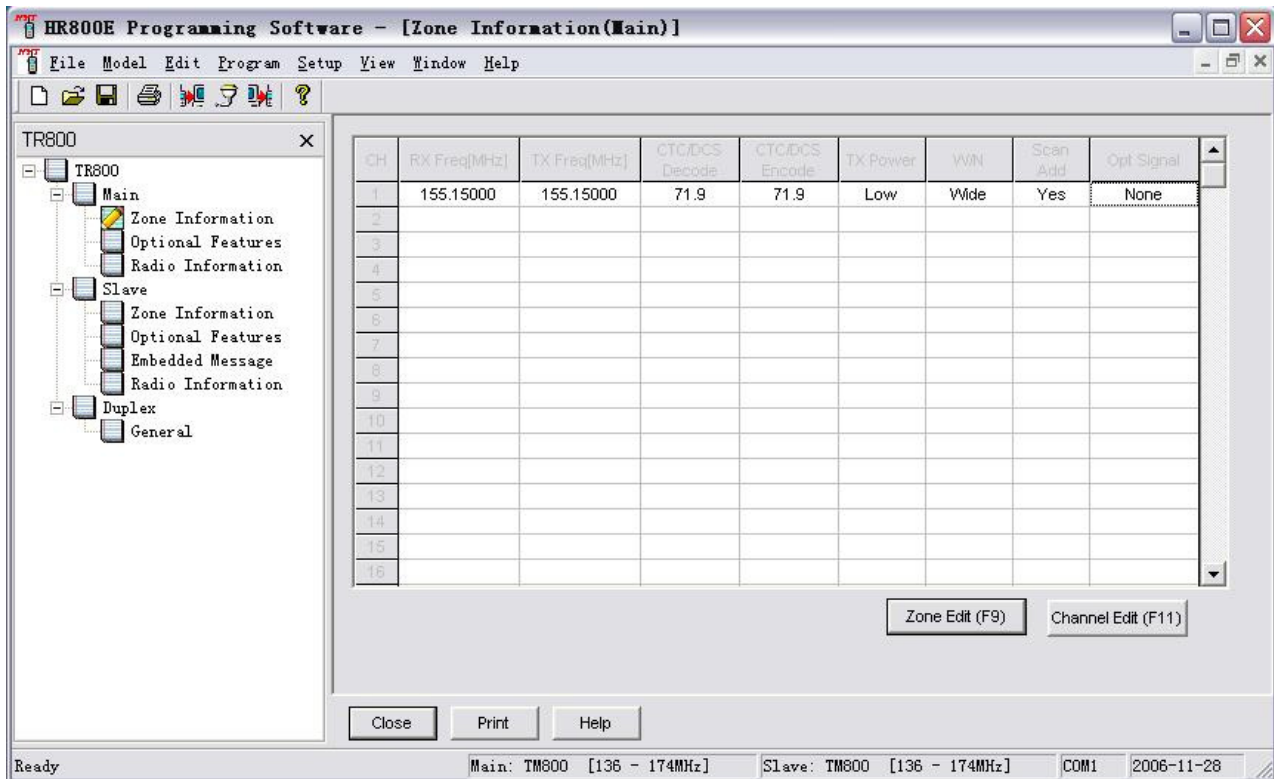 HR800E Programming Software - [Zone Information(Main)]
File Model Edit Program Setup View Window Help
TR800
TR800
Main
Zone Information
Optional Features
Radio Information
Slave
Zone Information
Optional Features
Embedded Message
Radio Information
Duplex
General
CH RX Freq[MHz] TX Freq[MHz] CTC/DCS Decode CTC/DCS Encode TX Power W/N Scan Add Opt Signal
1 155.15000 155.15000 71.9 71.9 Low Wide Yes None
2
3
4
5
6
7
8
9
10
11
12
13
14
15
16
Zone Edit (F9) Channel Edit (F11)
Close Print Help
Ready Main: TM800 [136 - 174MHz] Slave: TM800 [136 - 174MHz] COM1 2006-11-28